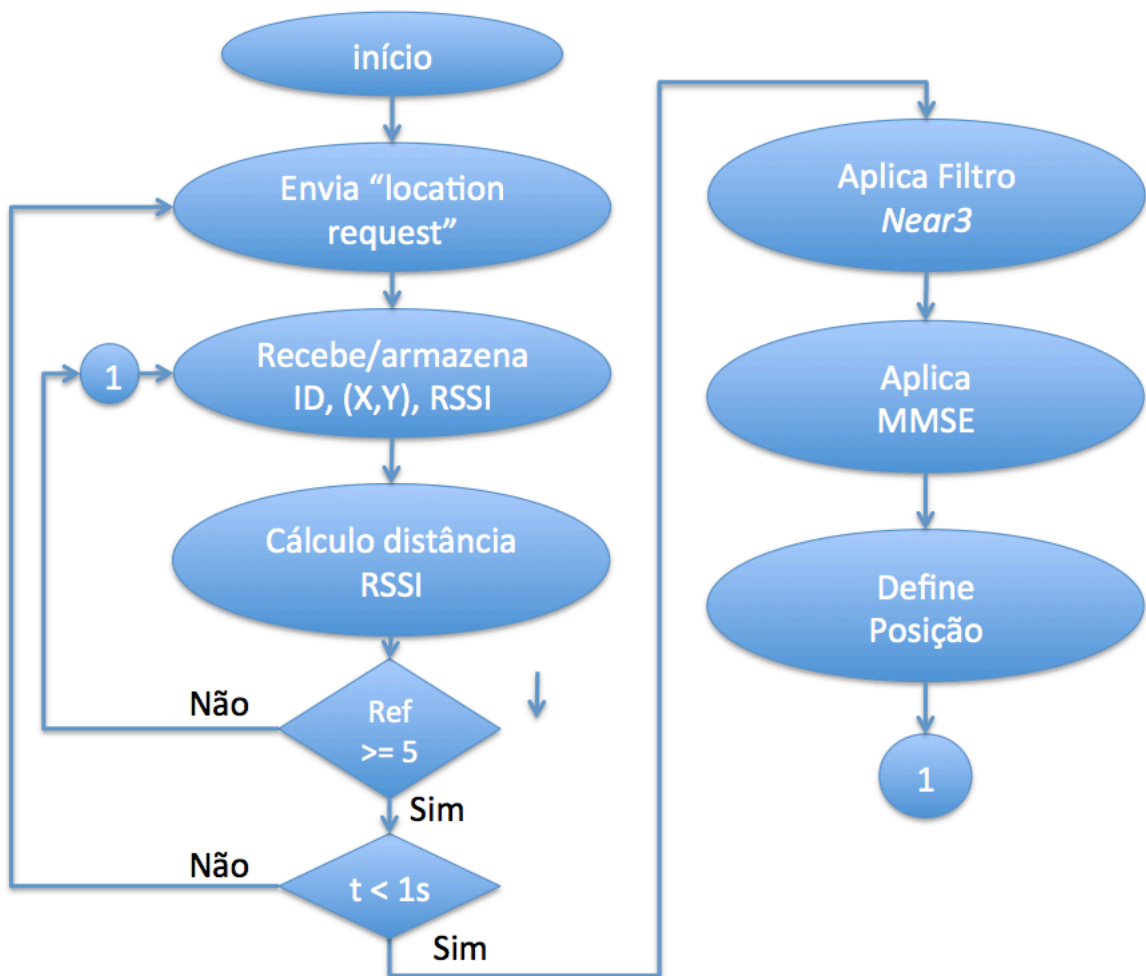 início
Envia “location
request”
1
Recebe/armazena
ID, (X,Y), RSSI
Cálculo distância
RSSI
Não
Ref
>= 5
Sim
Não
t < 1s
Sim
Aplica Filtro
Near3
Aplica
MMSE
Define
Posição
1